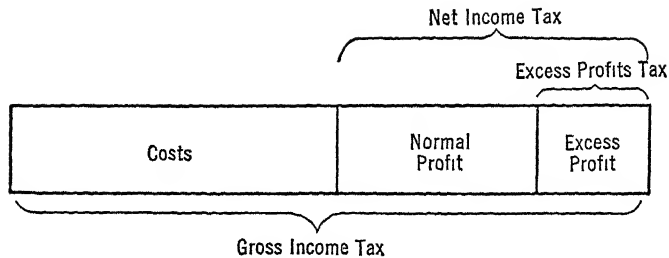 Net Income Tax
Excess Profits Tax
Costs
Normal
Profit
Excess
Profit
Gross Income Tax